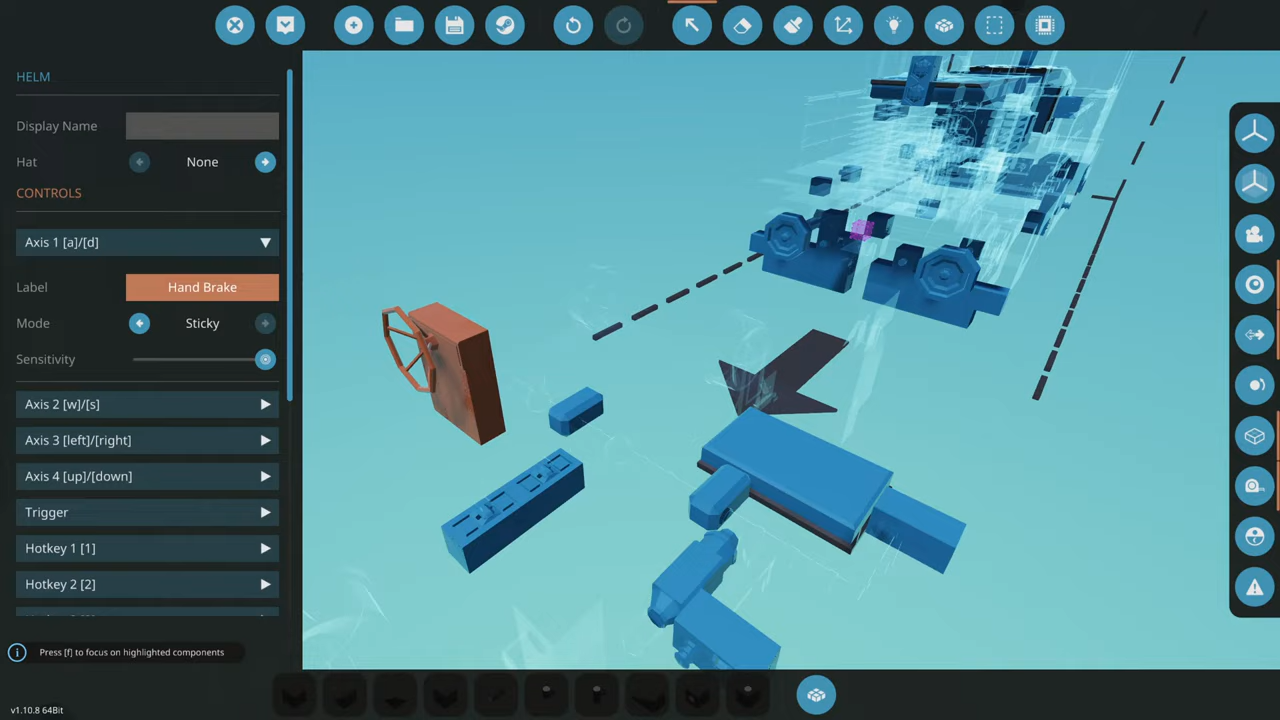 HELM
Display Name
Hat None
CONTROLS
Axis 1 [a]/[d]
Label Hand Brake
Mode Sticky
Sensitivity
Axis 2 [w]/[s]
Axis 3 [left]/[right]
Axis 4 [up]/[down]
Trigger
Hotkey 1 [1]
Hotkey 2 [2]
Press [f] to focus on highlighted components
v1.10.8 64Bit